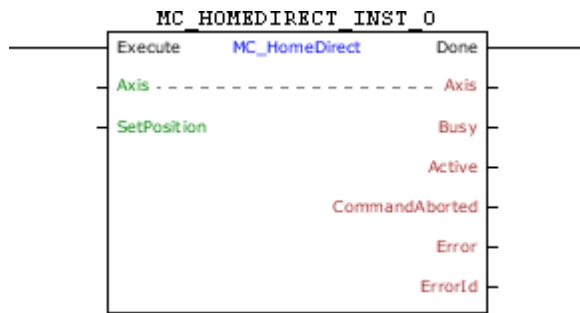 MC_HOMEDIRECT_INST_0
Execute MC_HomeDirect Done
Axis Axis
SetPosition Busy
Active
CommandAborted
Error
ErrorId